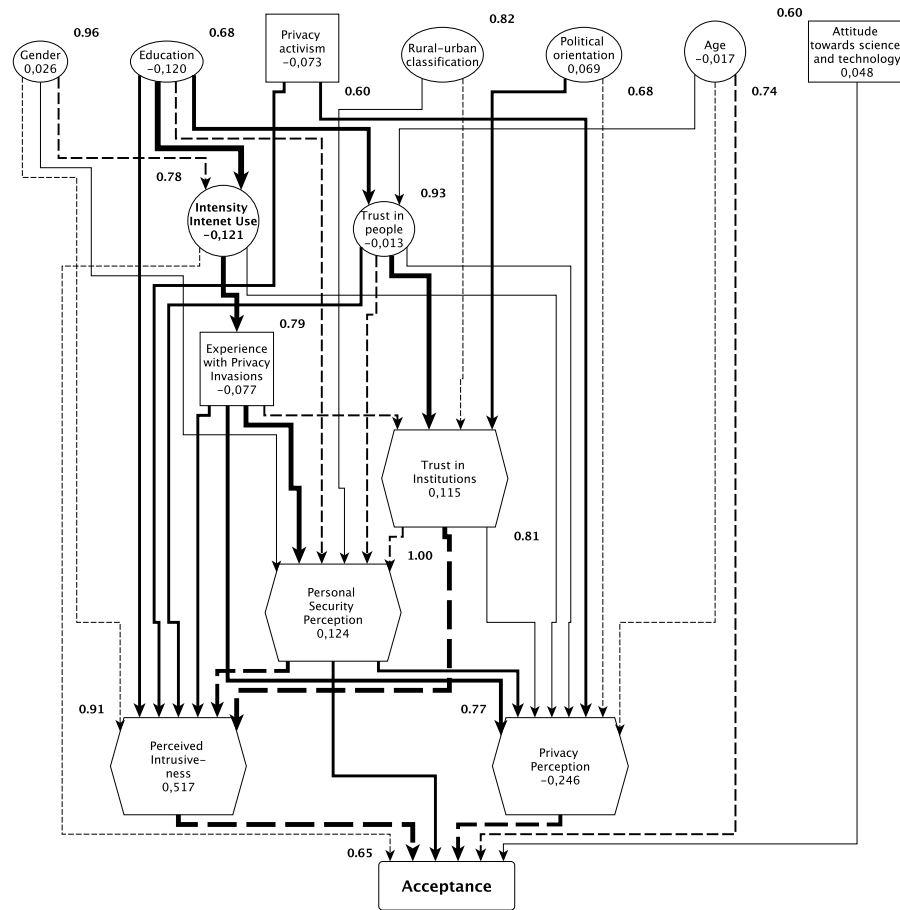 0.96
0.68
0.82
0.60
Gender
0,026
Education
-0,120
Privacy
activism
-0,073
Rural-urban
classification
Political
orientation
0,069
Age
-0,017
Attitude
towards science
and technology
0,048
0.60
0.68
0.74
0.78
0.93
Intensity
Intenet Use
-0,121
Trust in
people
-0,013
0.79
Experience
with Privacy
Invasions
-0,077
Trust in
Institutions
0,115
0.81
1.00
Personal
Security
Perception
0,124
0.91
0.77
Perceived
Intrusive-
ness
0,517
Privacy
Perception
-0,246
0.65
Acceptance